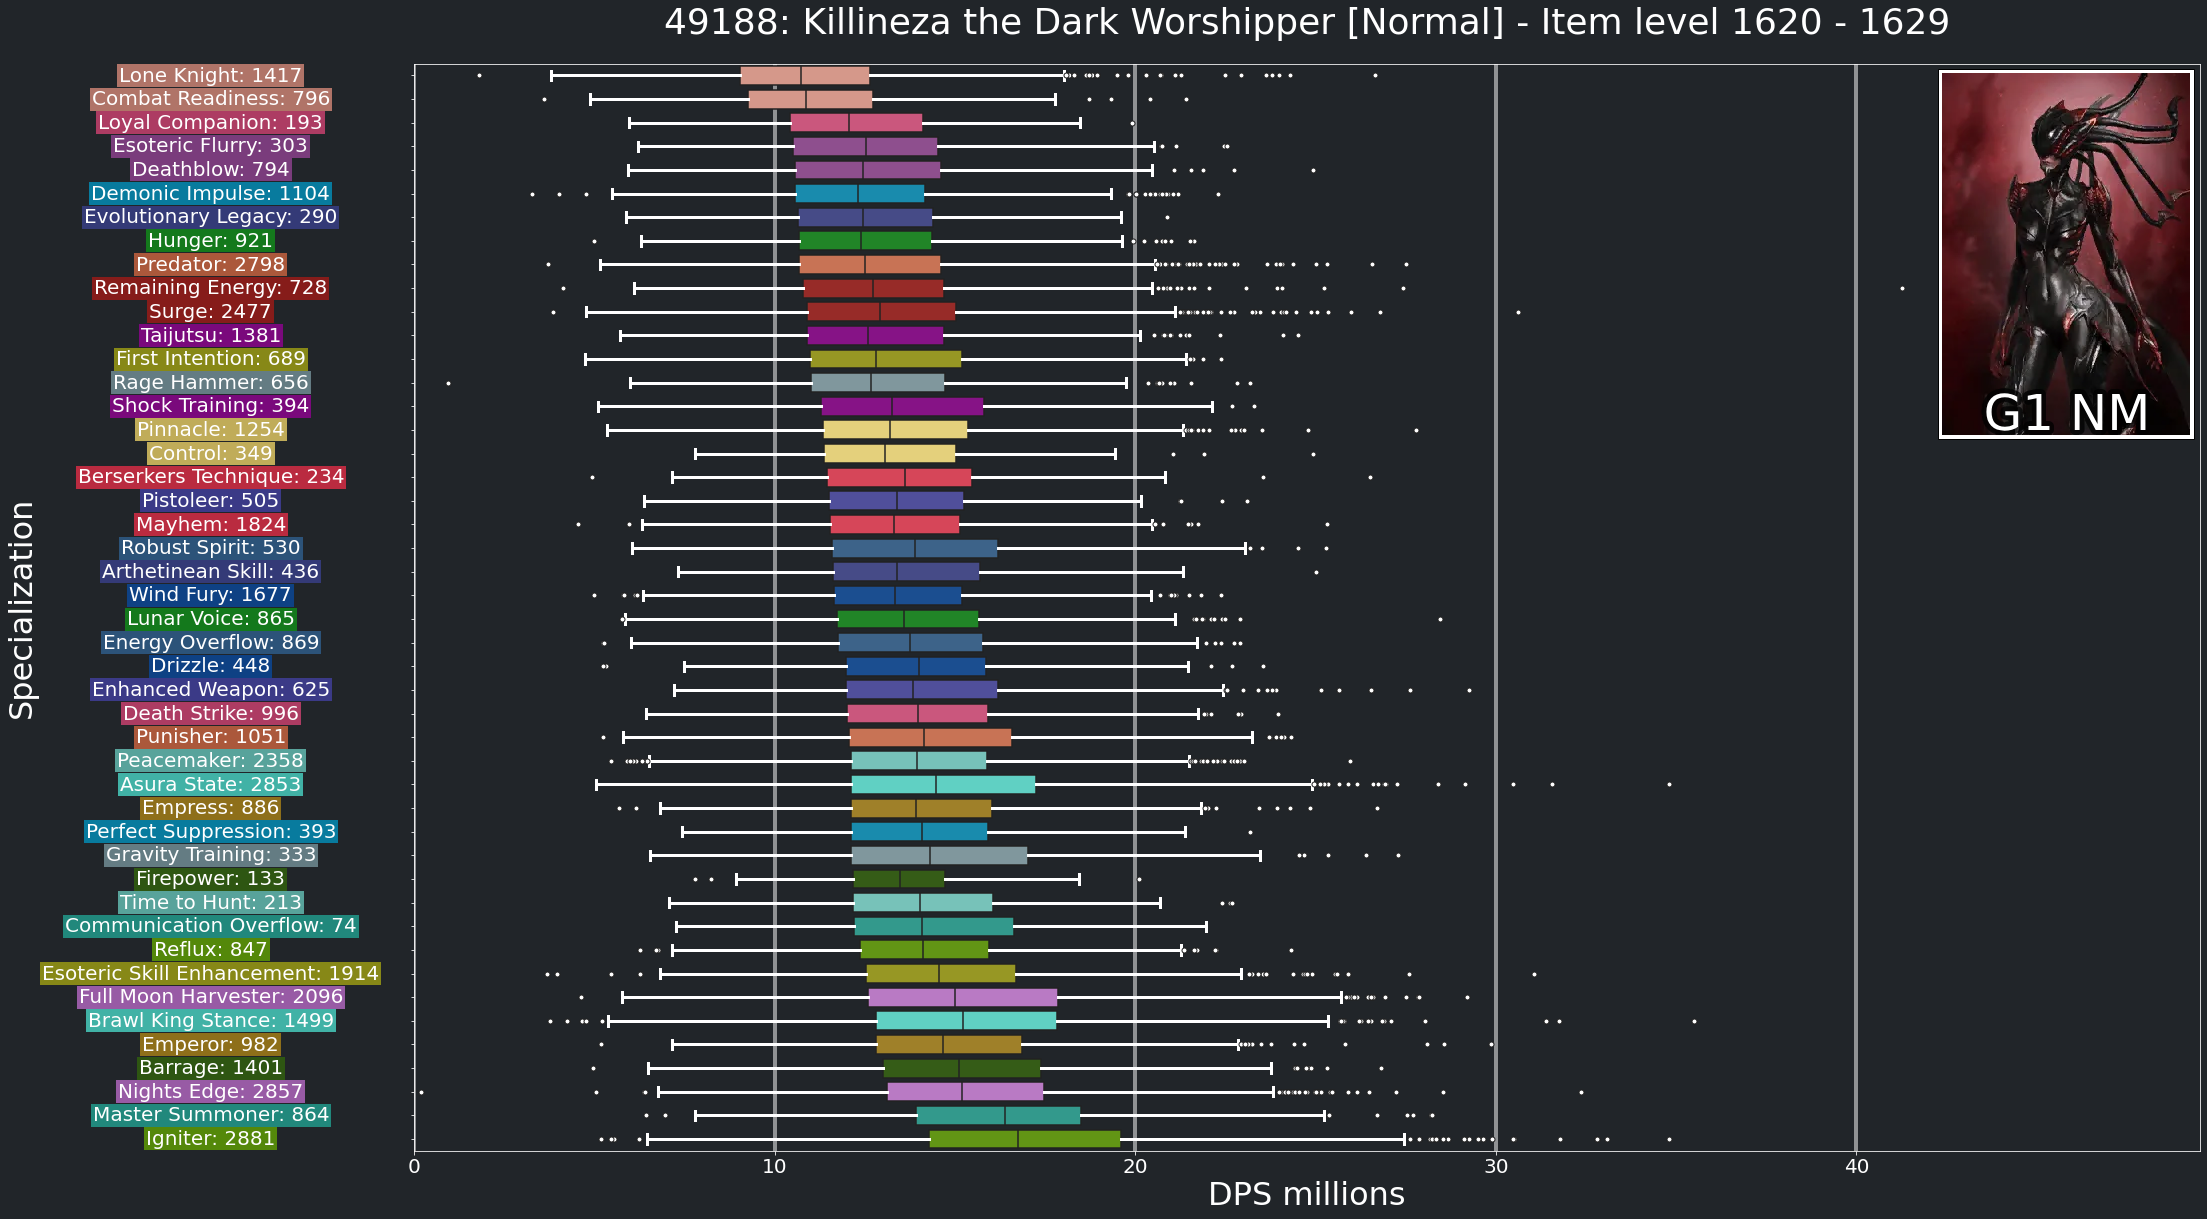 49188: Killineza the Dark Worshipper [Normal] - Item level 1620 - 1629
Specialization
Lone Knight: 1417
Combat Readiness: 796
Loyal Companion: 193
Esoteric Flurry: 303
Deathblow: 794
Demonic Impulse: 1104
Evolutionary Legacy: 290
Hunger: 921
Predator: 2798
Remaining Energy: 728
Surge: 2477
Taijutsu: 1381
First Intention: 689
Rage Hammer: 656
Shock Training: 394
Pinnacle: 1254
Control: 349
Berserkers Technique: 234
Pistoleer: 505
Mayhem: 1824
Robust Spirit: 530
Arthetinean Skill: 436
Wind Fury: 1677
Lunar Voice: 865
Energy Overflow: 869
Drizzle: 448
Enhanced Weapon: 625
Death Strike: 996
Punisher: 1051
Peacemaker: 2358
Asura State: 2853
Empress: 886
Perfect Suppression: 393
Gravity Training: 333
Firepower: 133
Time to Hunt: 213
Communication Overflow: 74
Reflux: 847
Esoteric Skill Enhancement: 1914
Full Moon Harvester: 2096
Brawl King Stance: 1499
Emperor: 982
Barrage: 1401
Nights Edge: 2857
Master Summoner: 864
Igniter: 2881
G1 NM
0 10 20 30 40
DPS millions